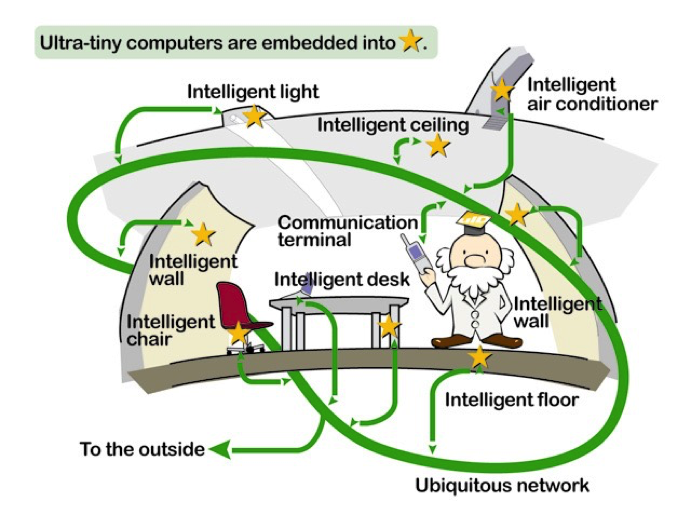 Ultra-tiny computers are embedded into ★.
Intelligent light
Intelligent
air conditioner
Intelligent ceiling
Communication
terminal
Intelligent
wall
Intelligent desk
Intelligent
wall
Intelligent
chair
Intelligent floor
To the outside
Ubiquitous network